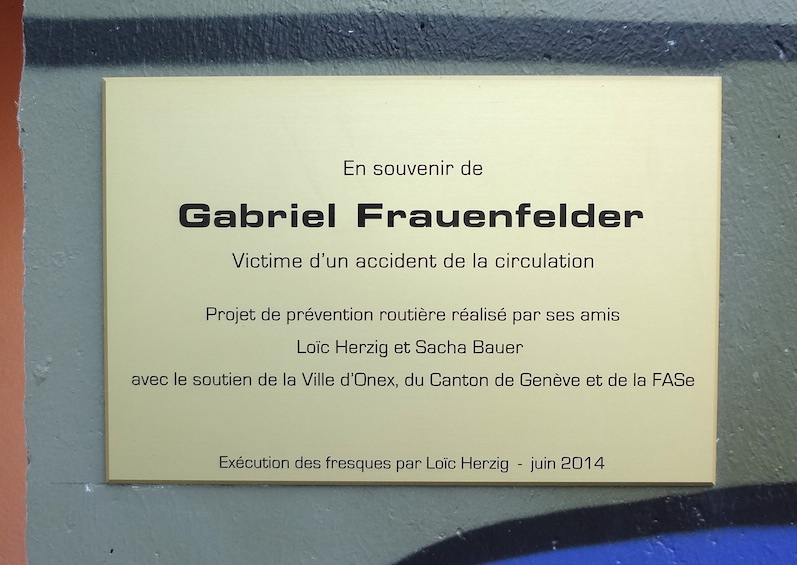 En souvenir de
Gabriel Frauenfelder
Victime d'un accident de la circulation
Projet de prévention routière réalisé par ses amis
Loïc Herzig et Sacha Bauer
avec le soutien de la Ville d'Onex, du Canton de Genève et de la FASe
Exécution des fresques par Loïc Herzig - juin 2014